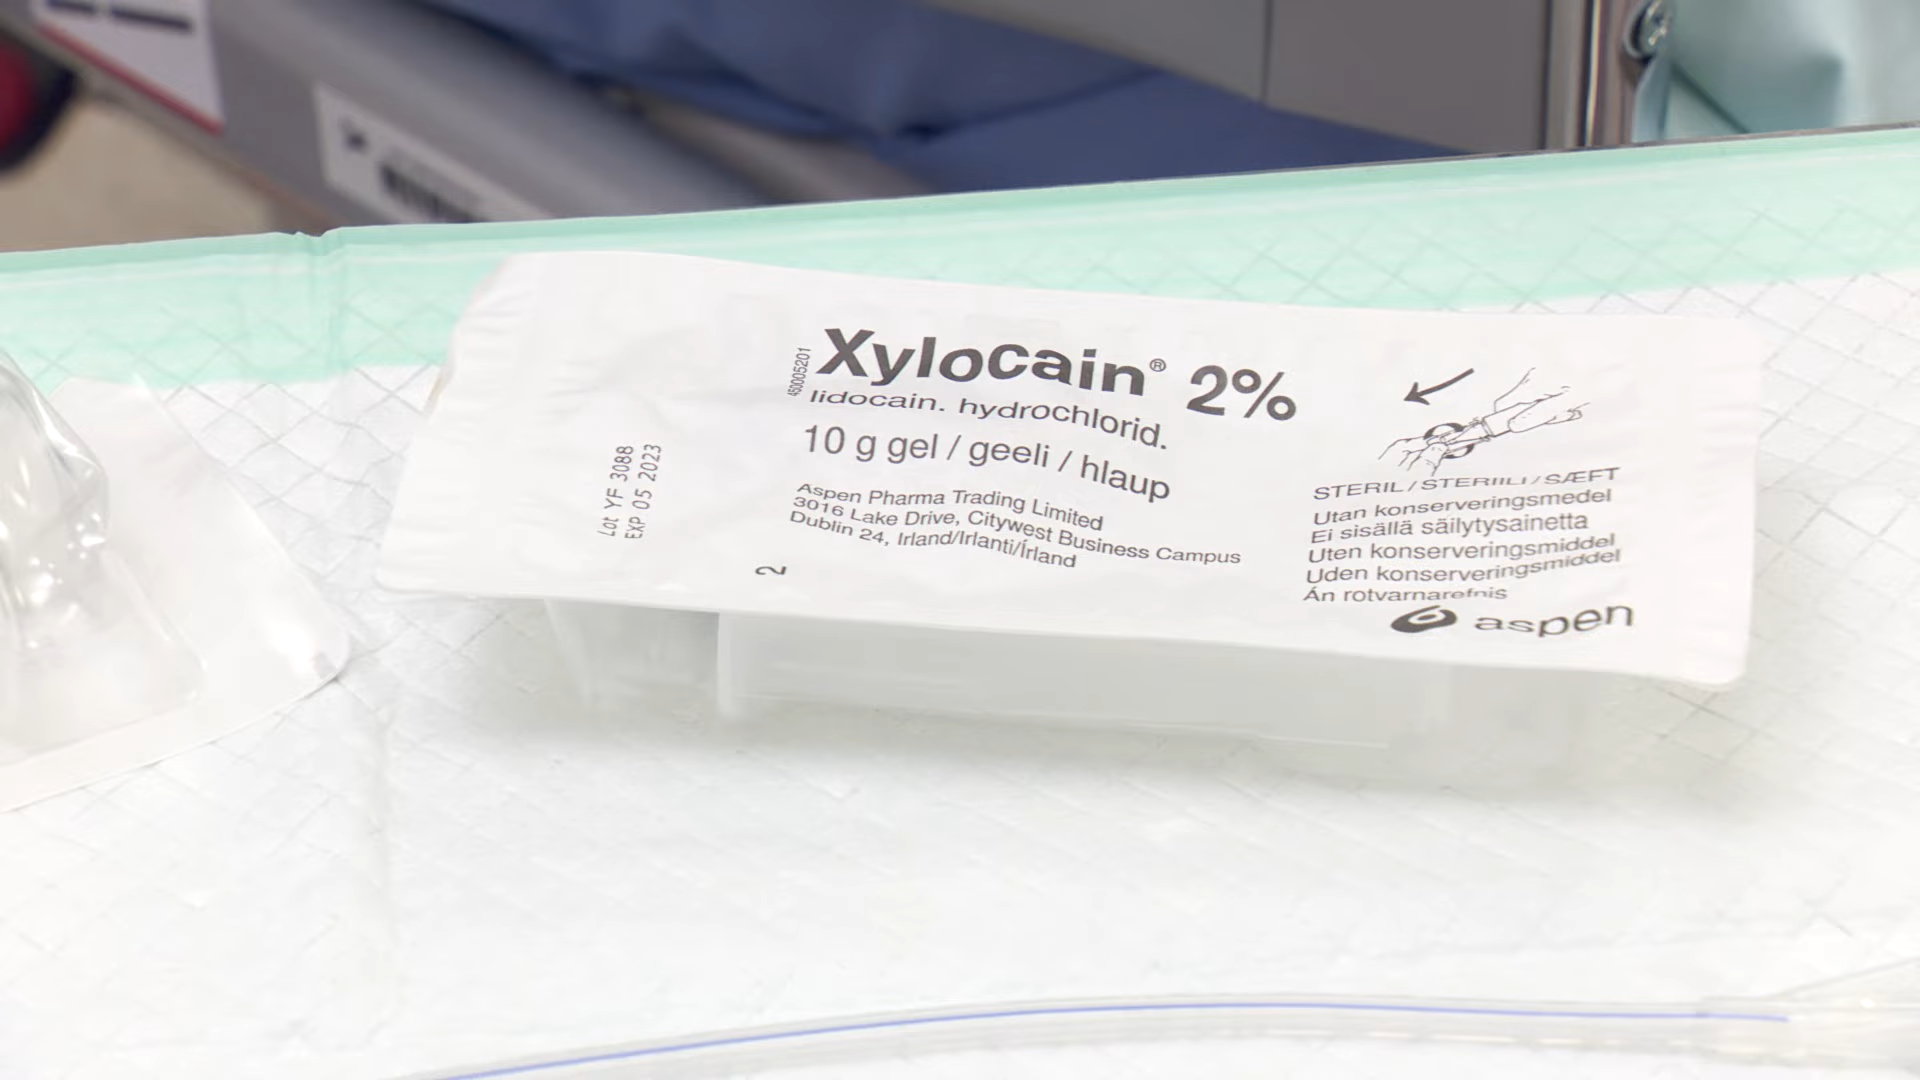 Xylocain® 2%
450005201
lidocain. hydrochlorid.
10 g gel / geeli / hlaup
Aspen Pharma Trading Limited
3016 Lake Drive, Citywest Business Campus
Dublin 24, Irland/Irlanti/Írland
2
Lot YF 3088
EXP 05 2023
STERIL/STERIILI/SÆFT
Utan konserveringsmedel
Ei sisällä säilytysainetta
Uten konserveringsmiddel
Uden konserveringsmiddel
Án rotvarnarefnis
aspen